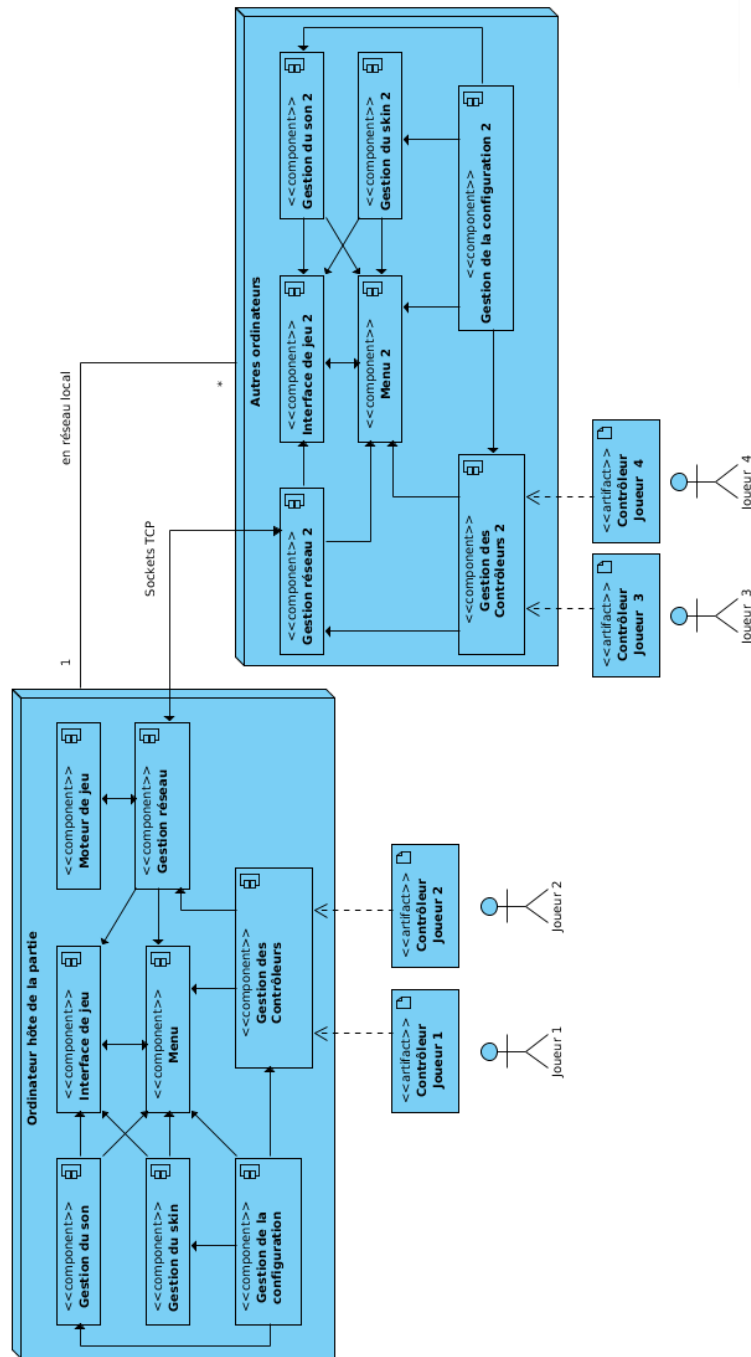 Ordinateur hôte de la partie
<<component>>
Gestion du son
<<component>>
Interface de jeu
<<component>>
Moteur de jeu
<<component>>
Gestion du skin
<<component>>
Menu
<<component>>
Gestion réseau
<<component>>
Gestion de la
configuration
<<component>>
Gestion des
Contrôleurs
<<artifact>>
Contrôleur
Joueur 1
<<artifact>>
Contrôleur
Joueur 2
Joueur 1
Joueur 2
1
en réseau local
*
Sockets TCP
Autres ordinateurs
<<component>>
Gestion réseau 2
<<component>>
Interface de jeu 2
<<component>>
Gestion du son 2
<<component>>
Menu 2
<<component>>
Gestion du skin 2
<<component>>
Gestion des
Contrôleurs 2
<<component>>
Gestion de la configuration 2
<<artifact>>
Contrôleur
Joueur 3
<<artifact>>
Contrôleur
Joueur 4
Joueur 3
Joueur 4